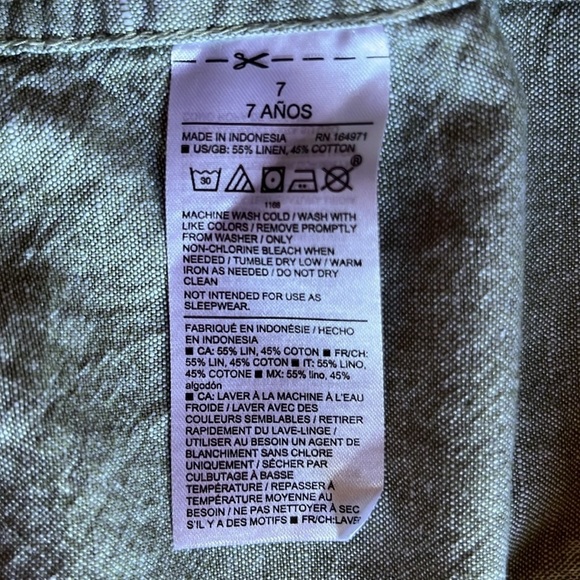 7
7 AÑOS
MADE IN INDONESIA RN 164971
■ US/GB: 55% LINEN, 45% COTTON
30
®
1168
MACHINE WASH COLD / WASH WITH
LIKE COLORS / REMOVE PROMPTLY
FROM WASHER / ONLY
NON-CHLORINE BLEACH WHEN
NEEDED / TUMBLE DRY LOW / WARM
IRON AS NEEDED / DO NOT DRY
CLEAN
NOT INTENDED FOR USE AS
SLEEPWEAR.
FABRIQUÉ EN INDONÉSIE / HECHO
EN INDONESIA
■ CA: 55% LIN, 45% COTON ■ FR/CH:
55% LIN, 45% COTON ■ IT: 55% LINO,
45% COTONE ■ MX: 55% lino, 45%
algodón
■ CA: LAVER À LA MACHINE À L'EAU
FROIDE / LAVER AVEC DES
COULEURS SEMBLABLES / RETIRER
RAPIDEMENT DU LAVE-LINGE /
UTILISER AU BESOIN UN AGENT DE
BLANCHIMENT SANS CHLORE
UNIQUEMENT / SÉCHER PAR
CULBUTAGE À BASSE
TEMPÉRATURE / REPASSER À
TEMPÉRATURE MOYENNE AU
BESOIN / NE PAS NETTOYER À SEC
S'IL Y A DES MOTIFS ■ FR/CH:LAVER